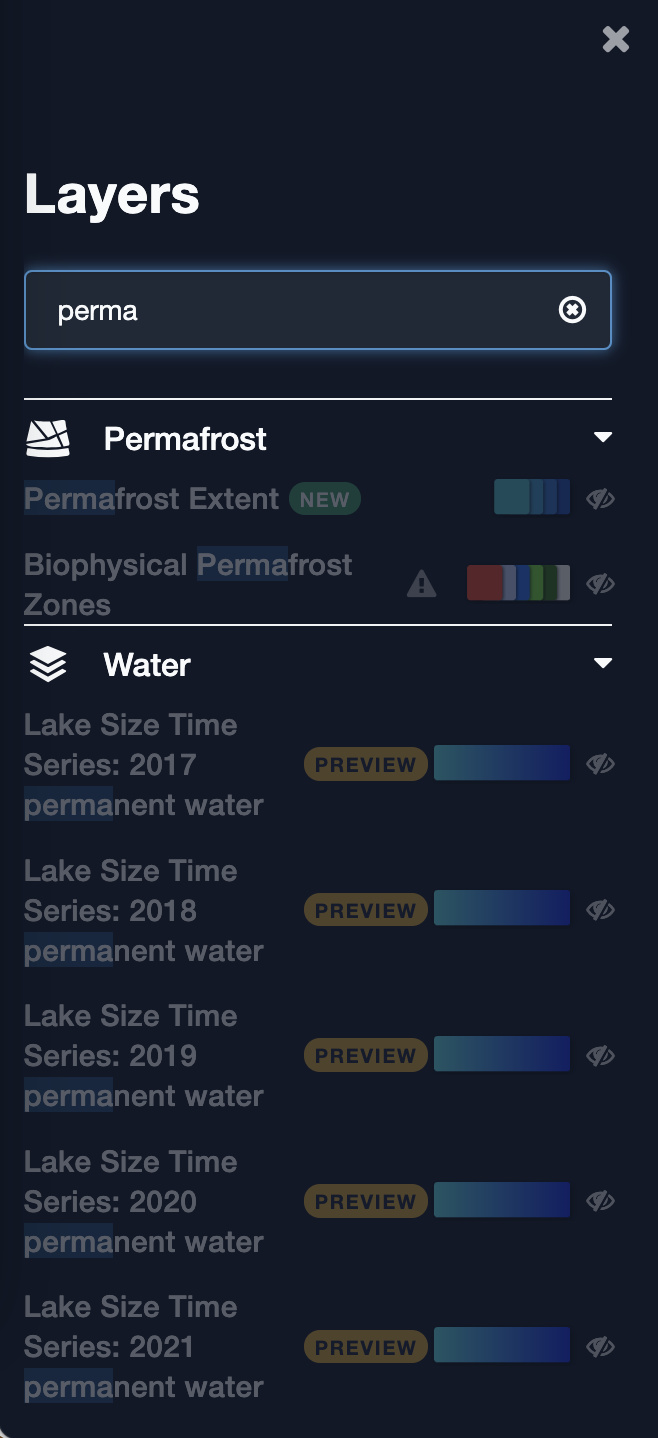 Layers
perma
Permafrost
Permafrost Extent NEW
Biophysical Permafrost
Zones
Water
Lake Size Time
Series: 2017
permanent water
PREVIEW
Lake Size Time
Series: 2018
permanent water
PREVIEW
Lake Size Time
Series: 2019
permanent water
PREVIEW
Lake Size Time
Series: 2020
permanent water
PREVIEW
Lake Size Time
Series: 2021
permanent water
PREVIEW